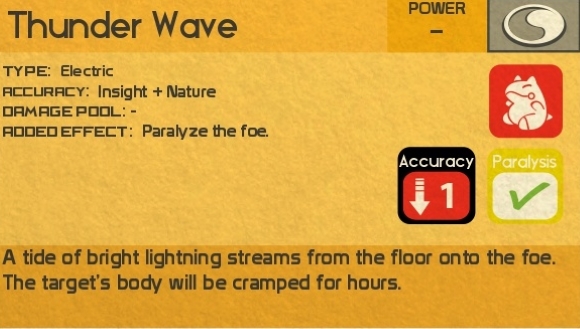 Thunder Wave
POWER
–
TYPE: Electric
ACCURACY: Insight + Nature
DAMAGE POOL: -
ADDED EFFECT: Paralyze the foe.
Accuracy
1
Paralysis
A tide of bright lightning streams from the floor onto the foe.
The target's body will be cramped for hours.